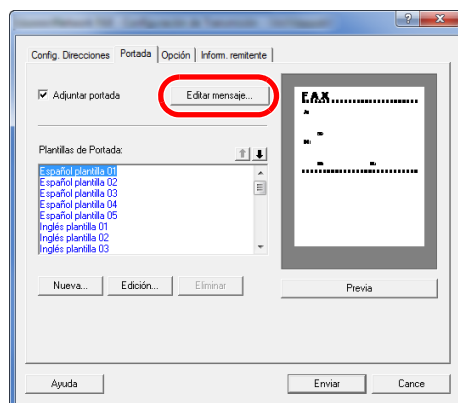 Config. Direcciones Portada Opción Inform. remitente
Adjuntar portada Editar mensaje...
FAX
Plantillas de Portada:
Español plantilla 01
Español plantilla 02
Español plantilla 03
Español plantilla 04
Español plantilla 05
Inglés plantilla 01
Inglés plantilla 02
Inglés plantilla 03
Nueva... Edición... Eliminar Previa
Ayuda Enviar Cance